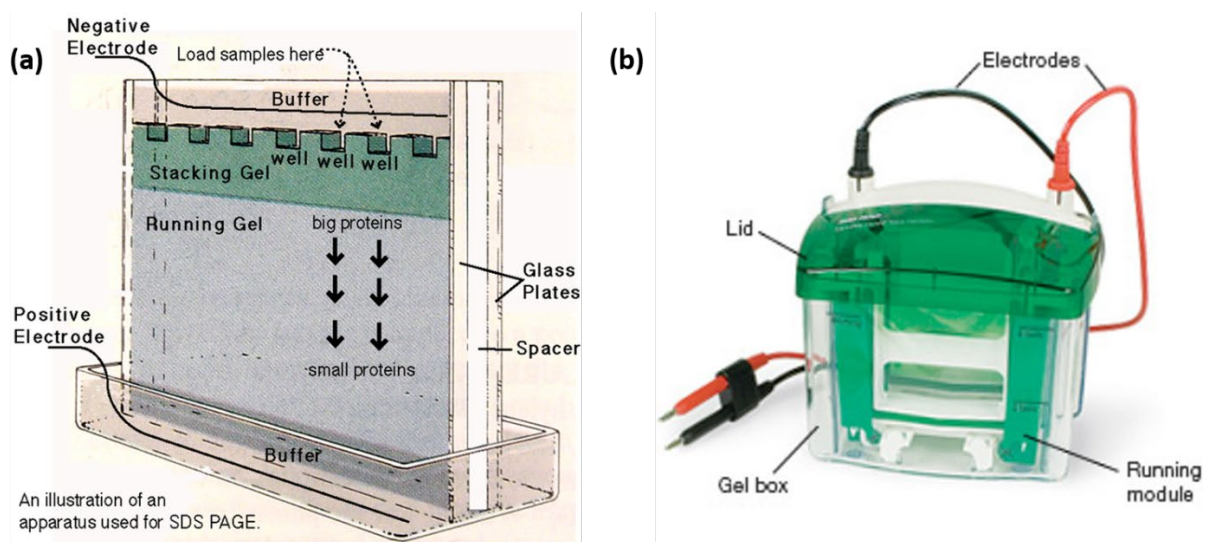 (a)
Negative
Electrode
Load samples here
Buffer
well
well
well
Stacking Gel
Running Gel
big proteins
Glass
Plates
Positive
Electrode
Spacer
small proteins
Buffer
An illustration of an
apparatus used for SDS PAGE.
(b)
Electrodes
Lid
Gel box
Running
module